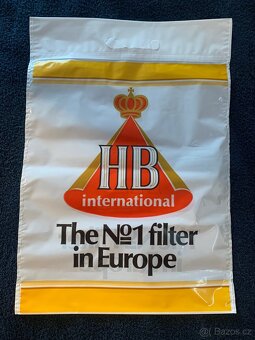 HB
international
The No1 filter
in Europe
Bazos.cz